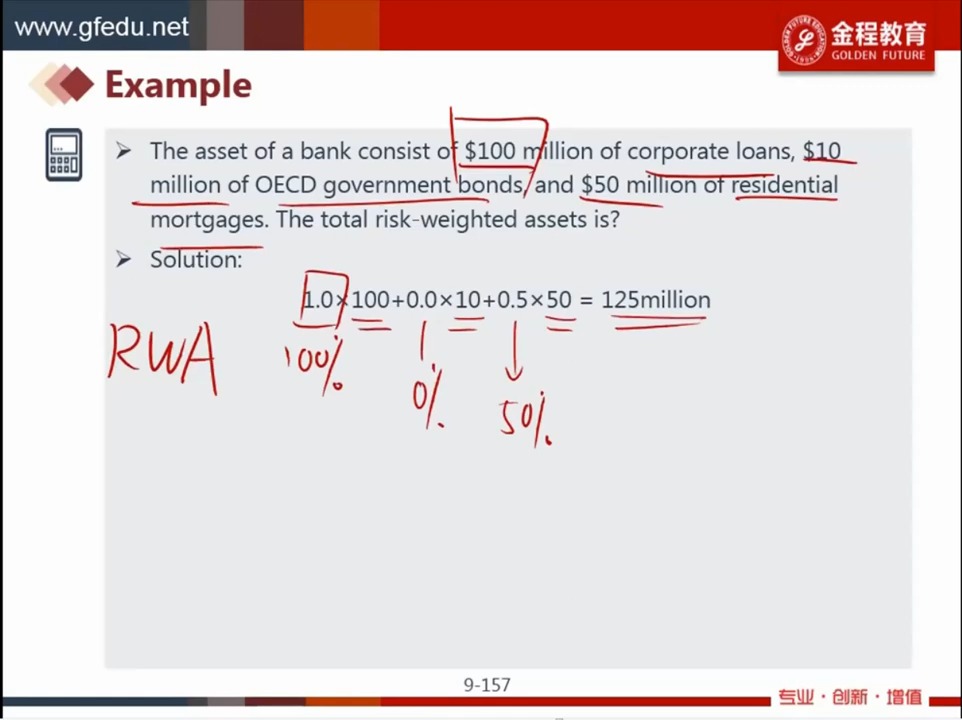 www.gfedu.net
金程教育
GOLDEN FUTURE
Example
➤ The asset of a bank consist of $100 million of corporate loans, $10
million of OECD government bonds, and $50 million of residential
mortgages. The total risk-weighted assets is?
➤ Solution:
1.0×100+0.0×10+0.5×50 = 125million
RWA
100%
0%
50%
9-157
专业·创新·增值